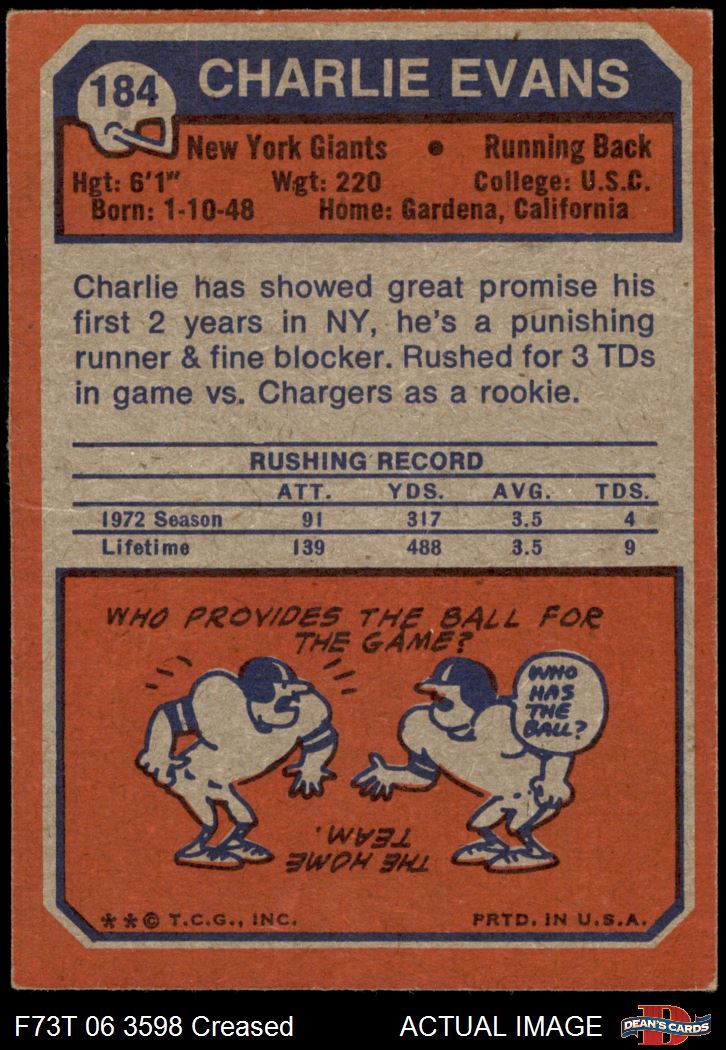 184
CHARLIE EVANS
New York Giants • Running Back
Hgt: 6'1" Wgt: 220 College: U.S.C.
Born: 1-10-48 Home: Gardena, California
Charlie has showed great promise his
first 2 years in NY, he's a punishing
runner & fine blocker. Rushed for 3 TDs
in game vs. Chargers as a rookie.
RUSHING RECORD
ATT. YDS. AVG. TDS.
1972 Season 91 317 3.5 4
Lifetime 139 488 3.5 9
WHO PROVIDES THE BALL FOR
THE GAME?
WHO
HAS
THE
BALL?
THE HOME
TEAM.
**© T.C.G., INC. PRTD. IN U.S.A.
F73T 06 3598 Creased ACTUAL IMAGE
D
DEAN'S CARDS